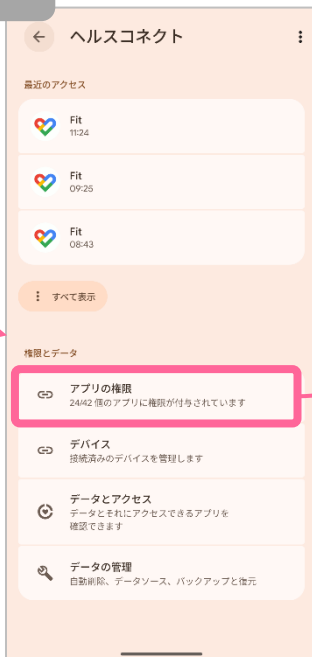 ヘルスコネクト
最近のアクセス
Fit
11:24
Fit
09:25
Fit
08:43
すべて表示
権限とデータ
アプリの権限
24/42 個のアプリに権限が付与されています
デバイス
接続済みのデバイスを管理します
データとアクセス
データとそれにアクセスできるアプリを
確認できます
データの管理
自動削除、データソース、バックアップと復元